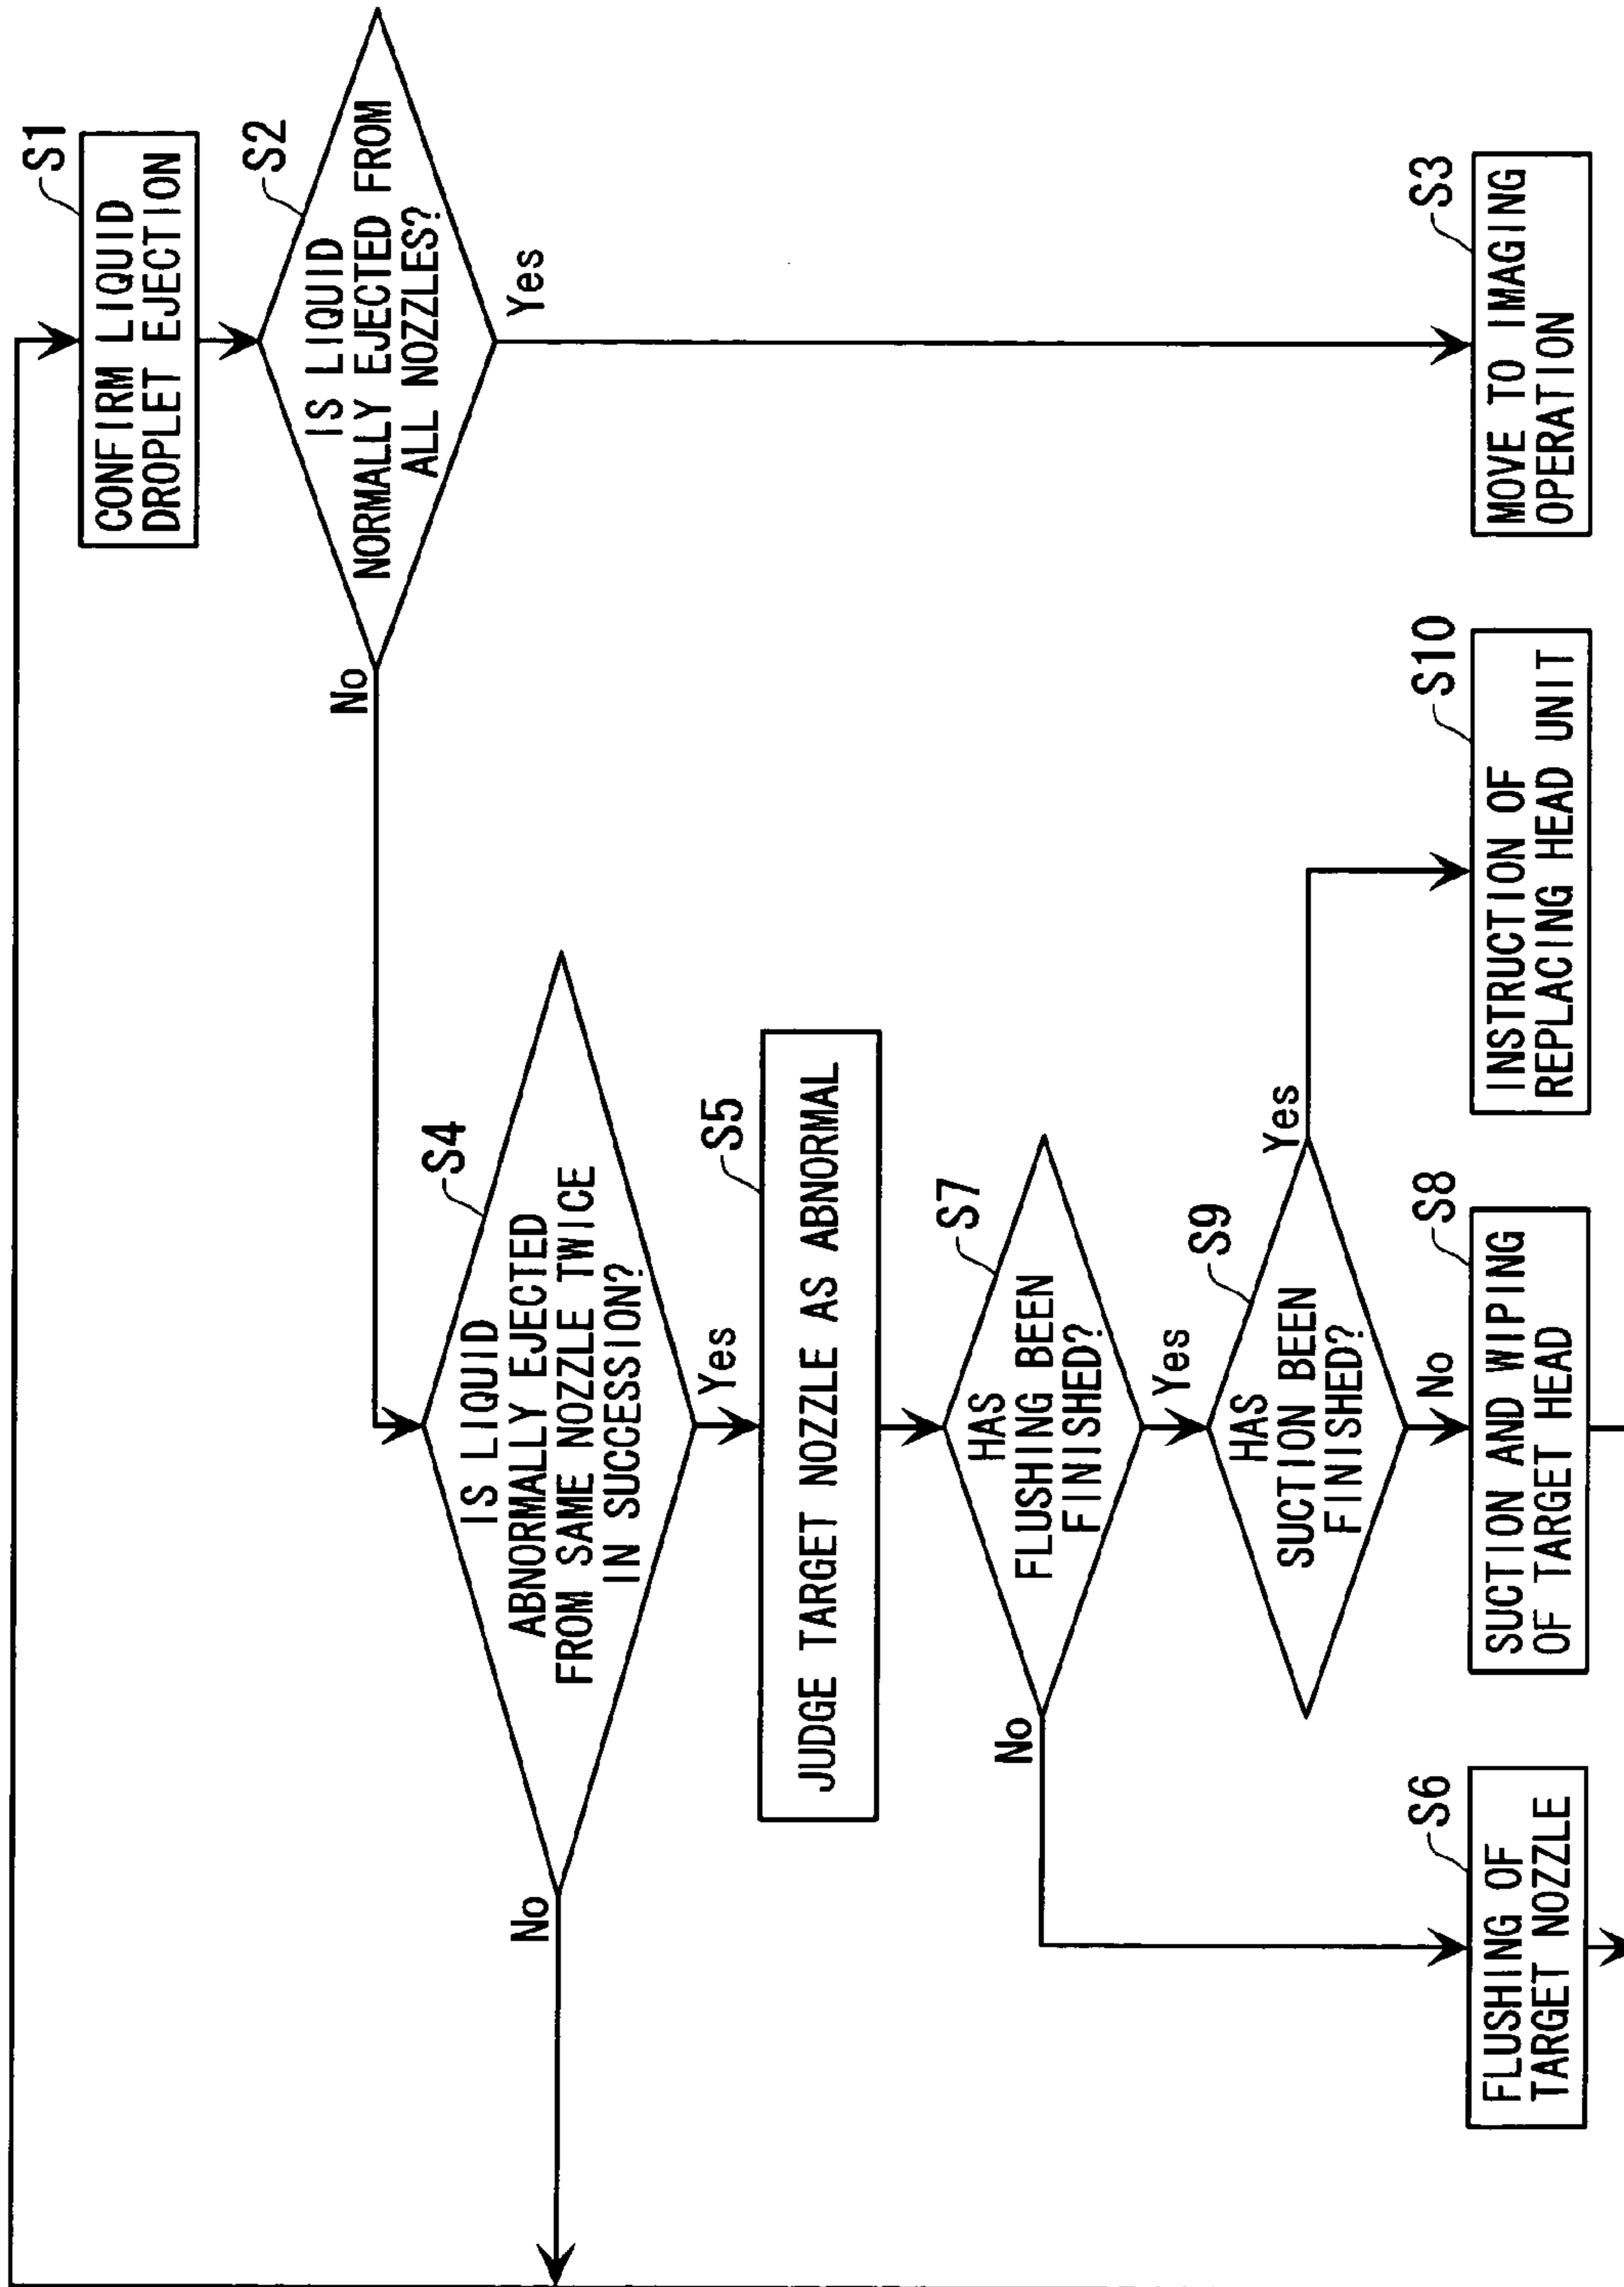 S1
CONFIRM LIQUID
DROPLET EJECTION
S2
IS LIQUID
NORMALLY EJECTED FROM
ALL NOZZLES?
Yes
No
S3
MOVE TO IMAGING
OPERATION
S4
IS LIQUID
ABNORMALLY EJECTED
FROM SAME NOZZLE TWICE
IN SUCCESSION?
No
Yes
S5
JUDGE TARGET NOZZLE AS ABNORMAL
S7
HAS
FLUSHING BEEN
FINISHED?
No
Yes
S9
HAS
SUCTION BEEN
FINISHED?
Yes
No
S6
FLUSHING OF
TARGET NOZZLE
S8
SUCTION AND WIPING
OF TARGET HEAD
S10
INSTRUCTION OF
REPLACING HEAD UNIT